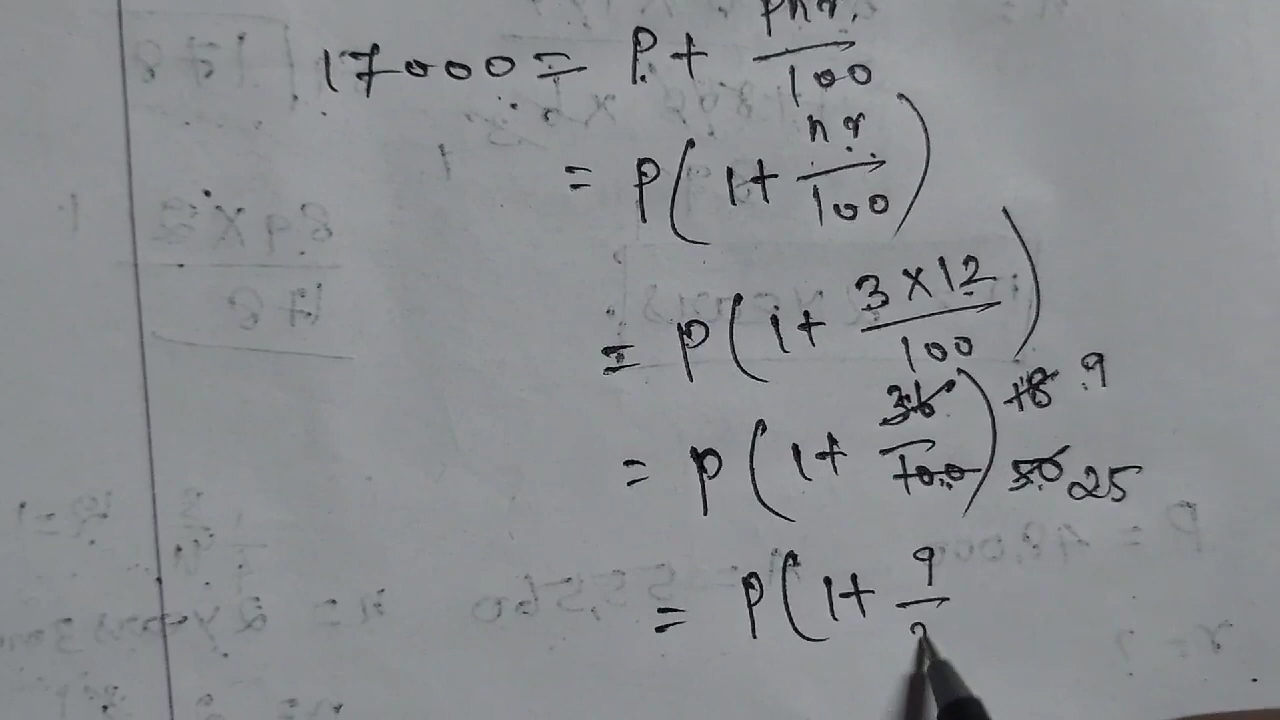 17000 = P + pnr/100
= P(1 + nr/100)
= P(1 + 3×12/100)
= P(1 + 36/100) 18 9 50 25
= P(1 + 9/